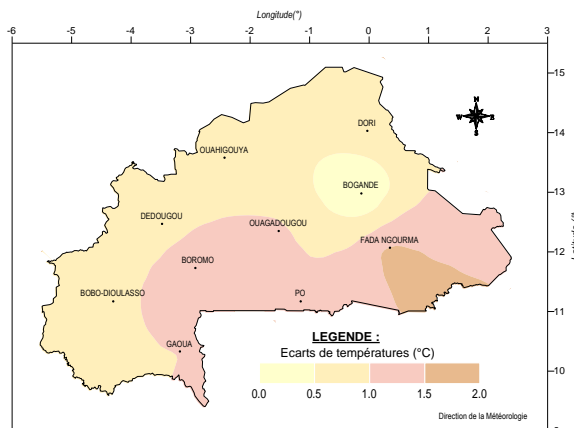 Longitude(°)
-6 -5 -4 -3 -2 -1 0 1 2 3
15
N
W E
S
DORI
14
OUAHIGOUYA
BOGANDE
13
DEDOUGOU
OUAGADOUGOU
FADA NGOURMA
12
BOROMO
BOBO-DIOULASSO
PO
11
LEGENDE :
GAOUA
Ecarts de températures (°C)
10
0.0 0.5 1.0 1.5 2.0
Direction de la Météorologie